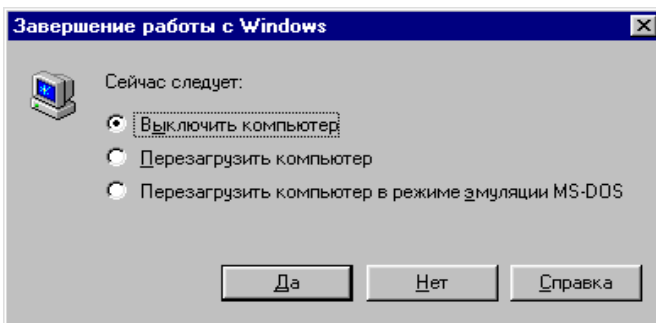 Завершение работы с Windows
Сейчас следует:
Выключить компьютер
Перезагрузить компьютер
Перезагрузить компьютер в режиме эмуляции MS-DOS
Да Нет Справка